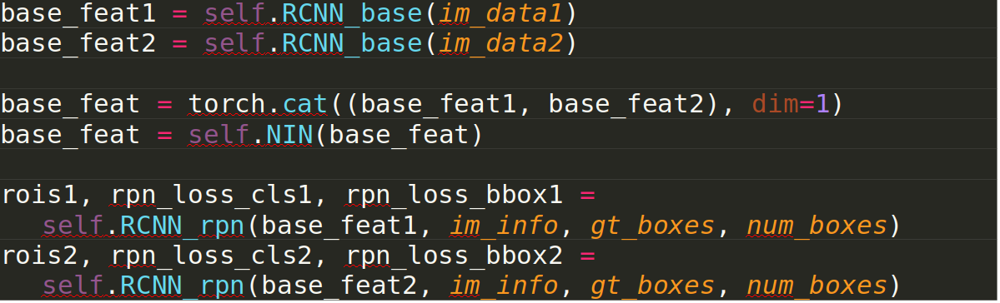 base_feat1 = self.RCNN_base(im_data1)
base_feat2 = self.RCNN_base(im_data2)
base_feat = torch.cat((base_feat1, base_feat2), dim=1)
base_feat = self.NIN(base_feat)
rois1, rpn_loss_cls1, rpn_loss_bbox1 =
self.RCNN_rpn(base_feat1, im_info, gt_boxes, num_boxes)
rois2, rpn_loss_cls2, rpn_loss_bbox2 =
self.RCNN_rpn(base_feat2, im_info, gt_boxes, num_boxes)